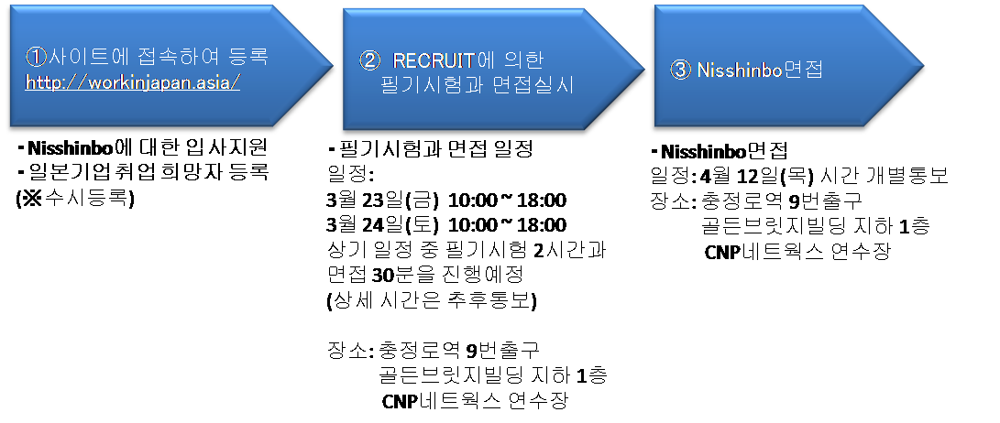 ①사이트에 접속하여 등록
http://workinjapan.asia/
- Nisshinbo에 대한 입사지원
- 일본기업 취업 희망자 등록
(※ 수시등록)
② RECRUIT에 의한
필기시험과 면접실시
- 필기시험과 면접 일정
일정:
3월 23일(금) 10:00 ~ 18:00
3월 24일(토) 10:00 ~ 18:00
상기 일정 중 필기시험 2시간과
면접 30분을 진행예정
(상세 시간은 추후통보)
장소: 충정로역 9번출구
골든브릿지빌딩 지하 1층
CNP네트웍스 연수장
③ Nisshinbo면접
- Nisshinbo면접
일정: 4월 12일(목) 시간 개별통보
장소: 충정로역 9번출구
골든브릿지빌딩 지하 1층
CNP네트웍스 연수장